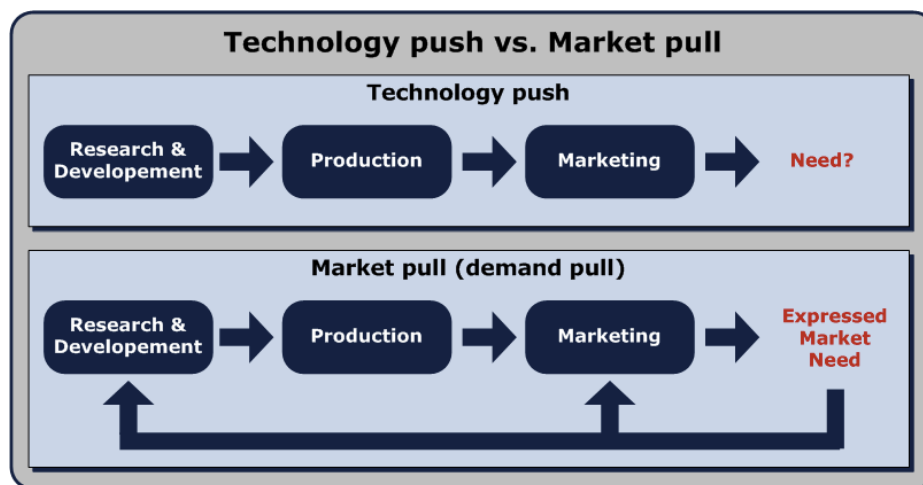 Technology push vs. Market pull
Technology push
Research &
Developement
Production
Marketing
Need?
Market pull (demand pull)
Research &
Developement
Production
Marketing
Expressed
Market
Need